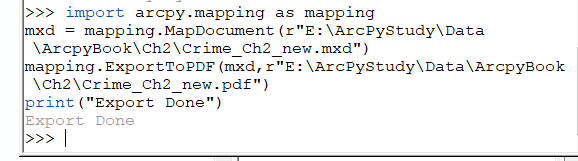 >>> import arcpy.mapping as mapping
mxd = mapping.MapDocument(r"E:\ArcPyStudy\Data
\ArcpyBook\Ch2\Crime_Ch2_new.mxd")
mapping.ExportToPDF(mxd,r"E:\ArcPyStudy\Data\ArcpyBook
\Ch2\Crime_Ch2_new.pdf")
print("Export Done")
Export Done
>>>